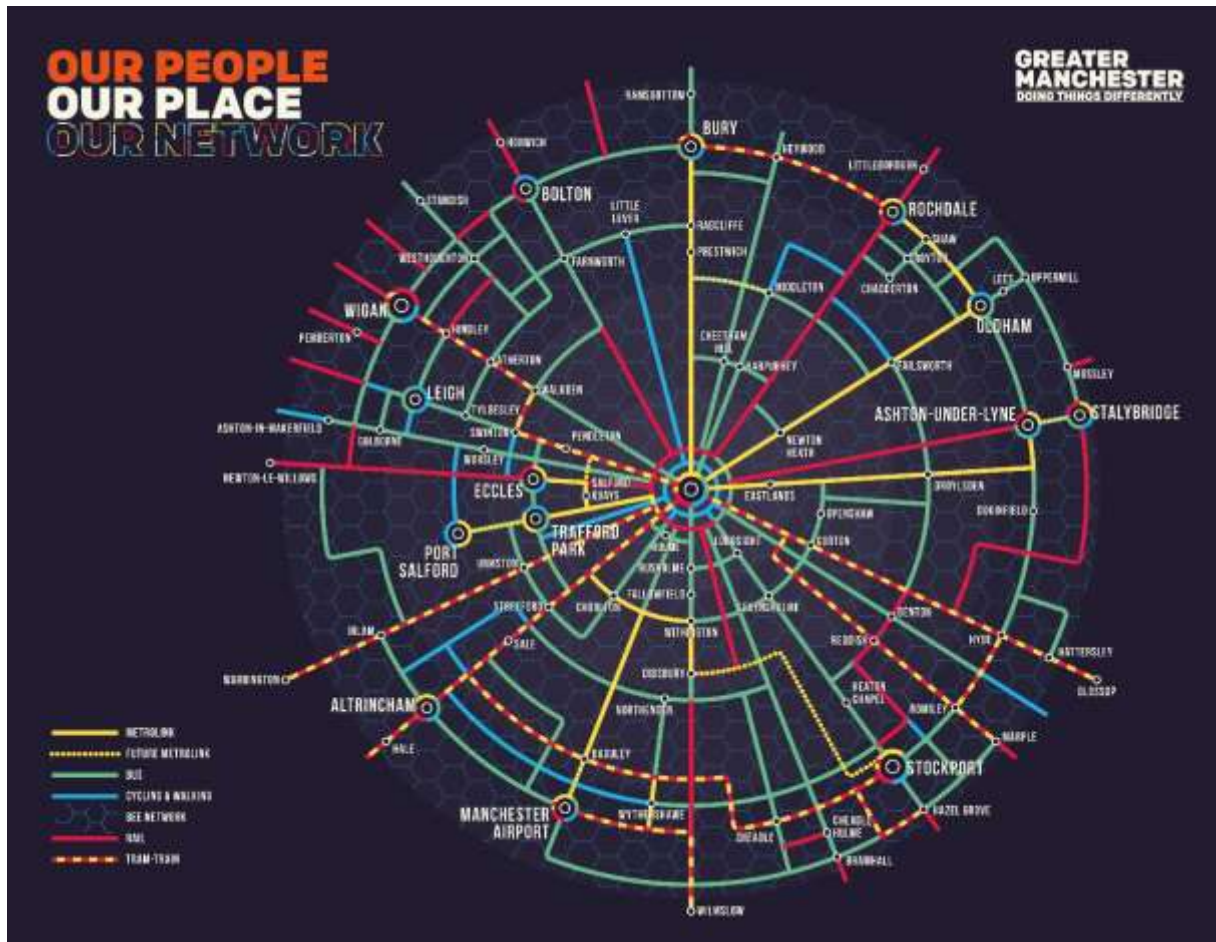 OUR PEOPLE
OUR PLACE
OUR NETWORK
GREATER
MANCHESTER
DOING THINGS DIFFERENTLY
RAMSBOTTOM
BURY
HEYWOOD
LITTLEBOROUGH
HORWICH
BOLTON
ROCHDALE
STANDISH
LITTLE
LEVER
RADCLIFFE
SHAW
ROYTON
PRESTWICH
WESTHOUGHTON
FARNWORTH
CHADDERTON
LEES
UPPERMILL
MIDDLETON
WIGAN
OLDHAM
PEMBERTON
HINDLEY
CHEETHAM
HILL
HARPURHEY
FAILSWORTH
ATHERTON
MOSSLEY
WALKDEN
LEIGH
TYLDESLEY
ASHTON-UNDER-LYNE
STALYBRIDGE
ASHTON-IN-MAKERFIELD
GOLBORNE
SWINTON
PENDLETON
NEWTON
HEATH
WORSLEY
NEWTON-LE-WILLOWS
ECCLES
SALFORD
QUAYS
EASTLANDS
DROYLSDEN
OPENSHAW
DUKINFIELD
TRAFFORD
PARK
PORT
SALFORD
HULME
LONGSIGHT
GORTON
URMSTON
RUSHOLME
STRETFORD
CHORLTON
FALLOWFIELD
LEVENSHULME
DENTON
IRLAM
SALE
WITHINGTON
REDDISH
HYDE
HATTERSLEY
WARRINGTON
DIDSBURY
GLOSSOP
ALTRINCHAM
NORTHENDEN
HEATON
CHAPEL
ROMILEY
HALE
BAGULEY
MARPLE
STOCKPORT
MANCHESTER
AIRPORT
WYTHENSHAWE
CHEADLE
CHEADLE
HULME
HAZEL GROVE
BRAMHALL
WILMSLOW
METROLINK
FUTURE METROLINK
BUS
CYCLING & WALKING
BEE NETWORK
RAIL
TRAM-TRAIN